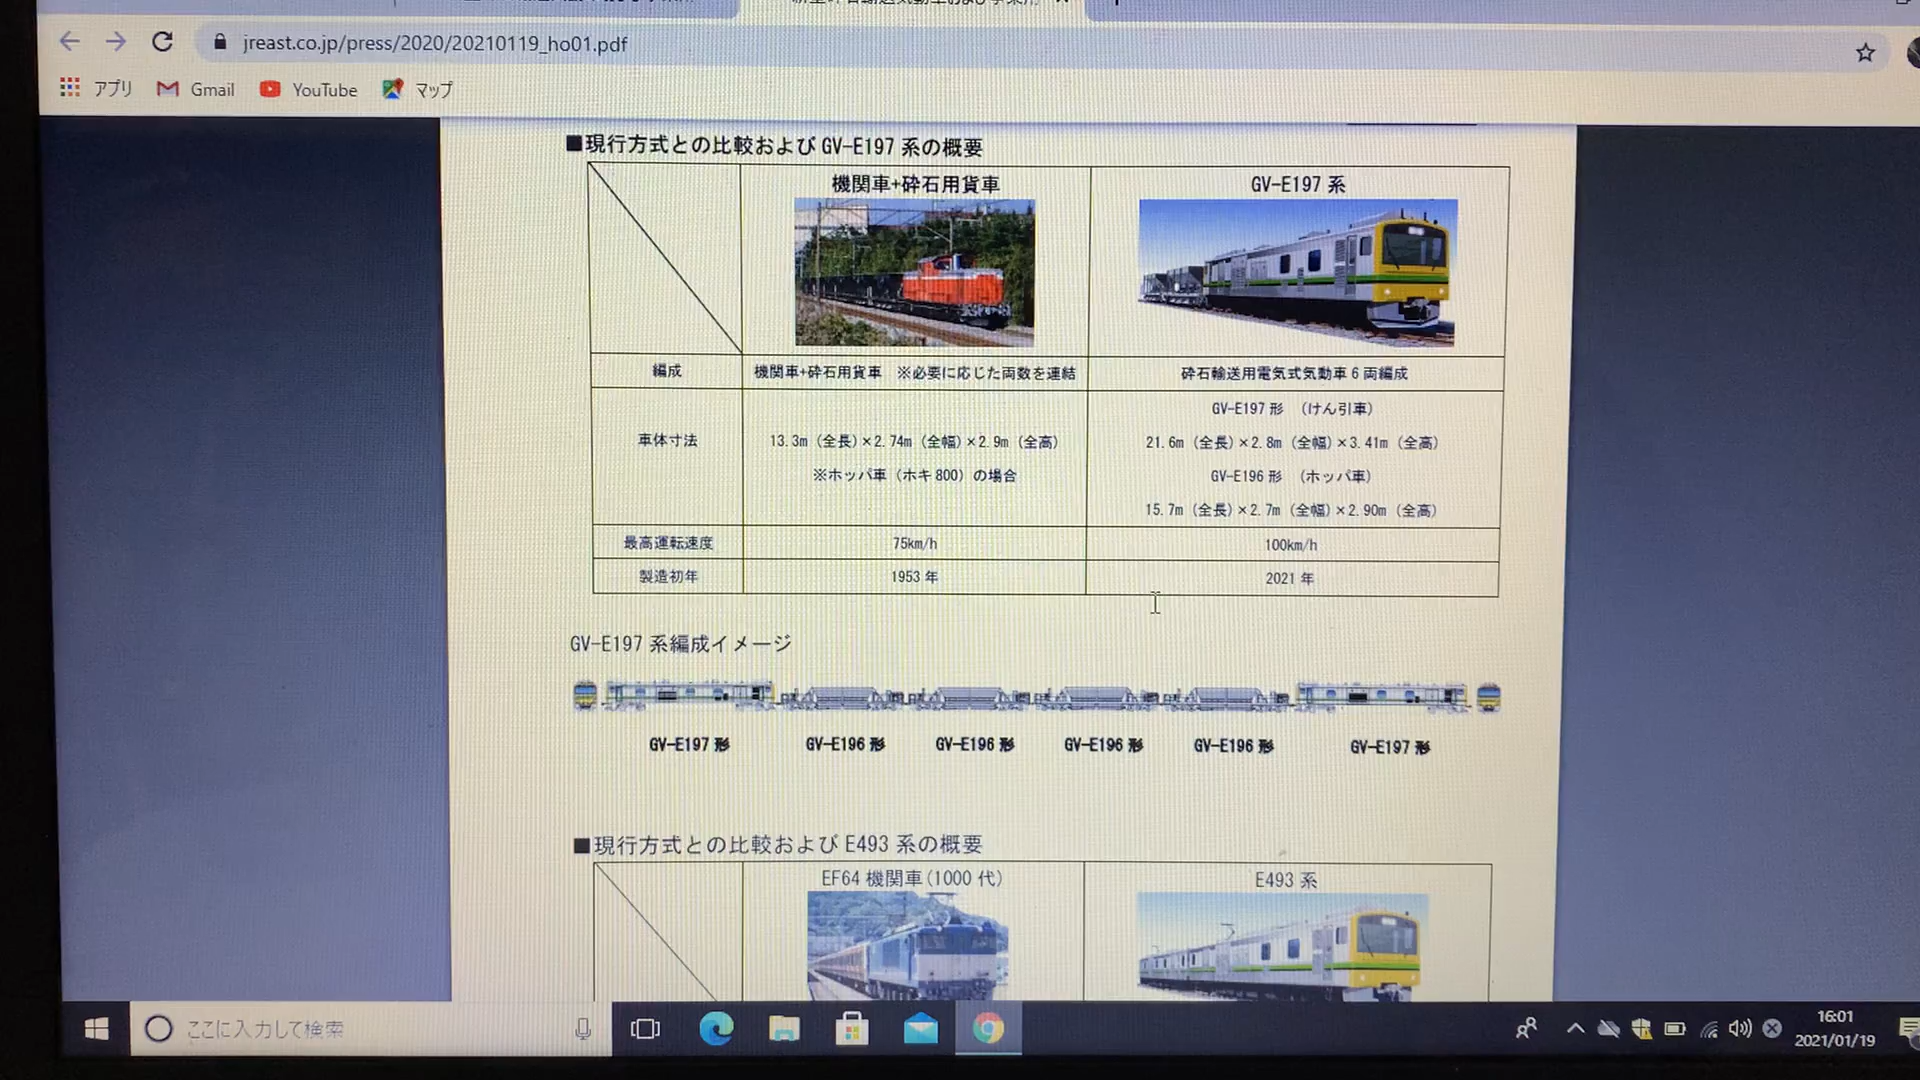 jreast.co.jp/press/2020/20210119_ho01.pdf
アプリ Gmail YouTube マップ
■現行方式との比較および GV-E197 系の概要
機関車+砕石用貨車 GV-E197 系
編成 機関車+砕石用貨車 ※必要に応じた両数を連結 砕石輸送用電気式気動車 6 両編成
車体寸法 13.3m（全長）×2.74m（全幅）×2.9m（全高）
※ホッパ車（ホキ 800）の場合
GV-E197 形 （けん引車）
21.6m（全長）×2.8m（全幅）×3.41m（全高）
GV-E196 形 （ホッパ車）
15.7m（全長）×2.7m（全幅）×2.90m（全高）
最高運転速度 75km/h 100km/h
製造初年 1953 年 2021 年
GV-E197 系編成イメージ
GV-E197 形 GV-E196 形 GV-E196 形 GV-E196 形 GV-E196 形 GV-E197 形
■現行方式との比較および E493 系の概要
EF64 機関車(1000 代) E493 系
ここに入力して検索
16:01
2021/01/19